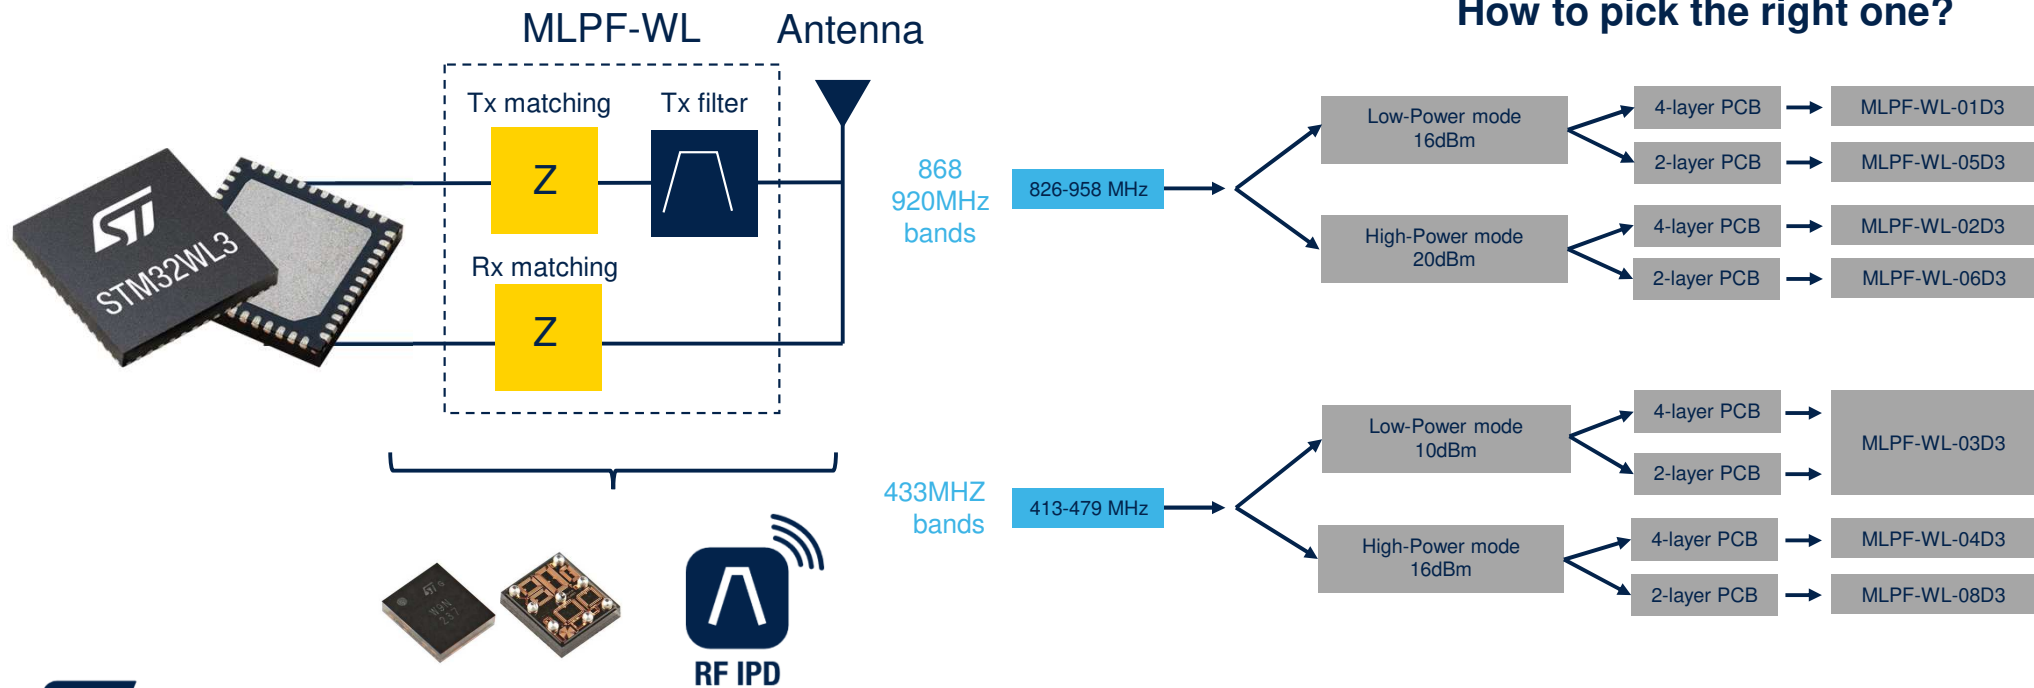 How to pick the right one?
MLPF-WL
Antenna
Tx matching
Tx filter
Z
Rx matching
Z
STM32WL3
RF IPD
868
920MHz
bands
826-958 MHz
Low-Power mode
16dBm
4-layer PCB
MLPF-WL-01D3
2-layer PCB
MLPF-WL-05D3
High-Power mode
20dBm
4-layer PCB
MLPF-WL-02D3
2-layer PCB
MLPF-WL-06D3
433MHZ
bands
413-479 MHz
Low-Power mode
10dBm
4-layer PCB
2-layer PCB
MLPF-WL-03D3
High-Power mode
16dBm
4-layer PCB
MLPF-WL-04D3
2-layer PCB
MLPF-WL-08D3